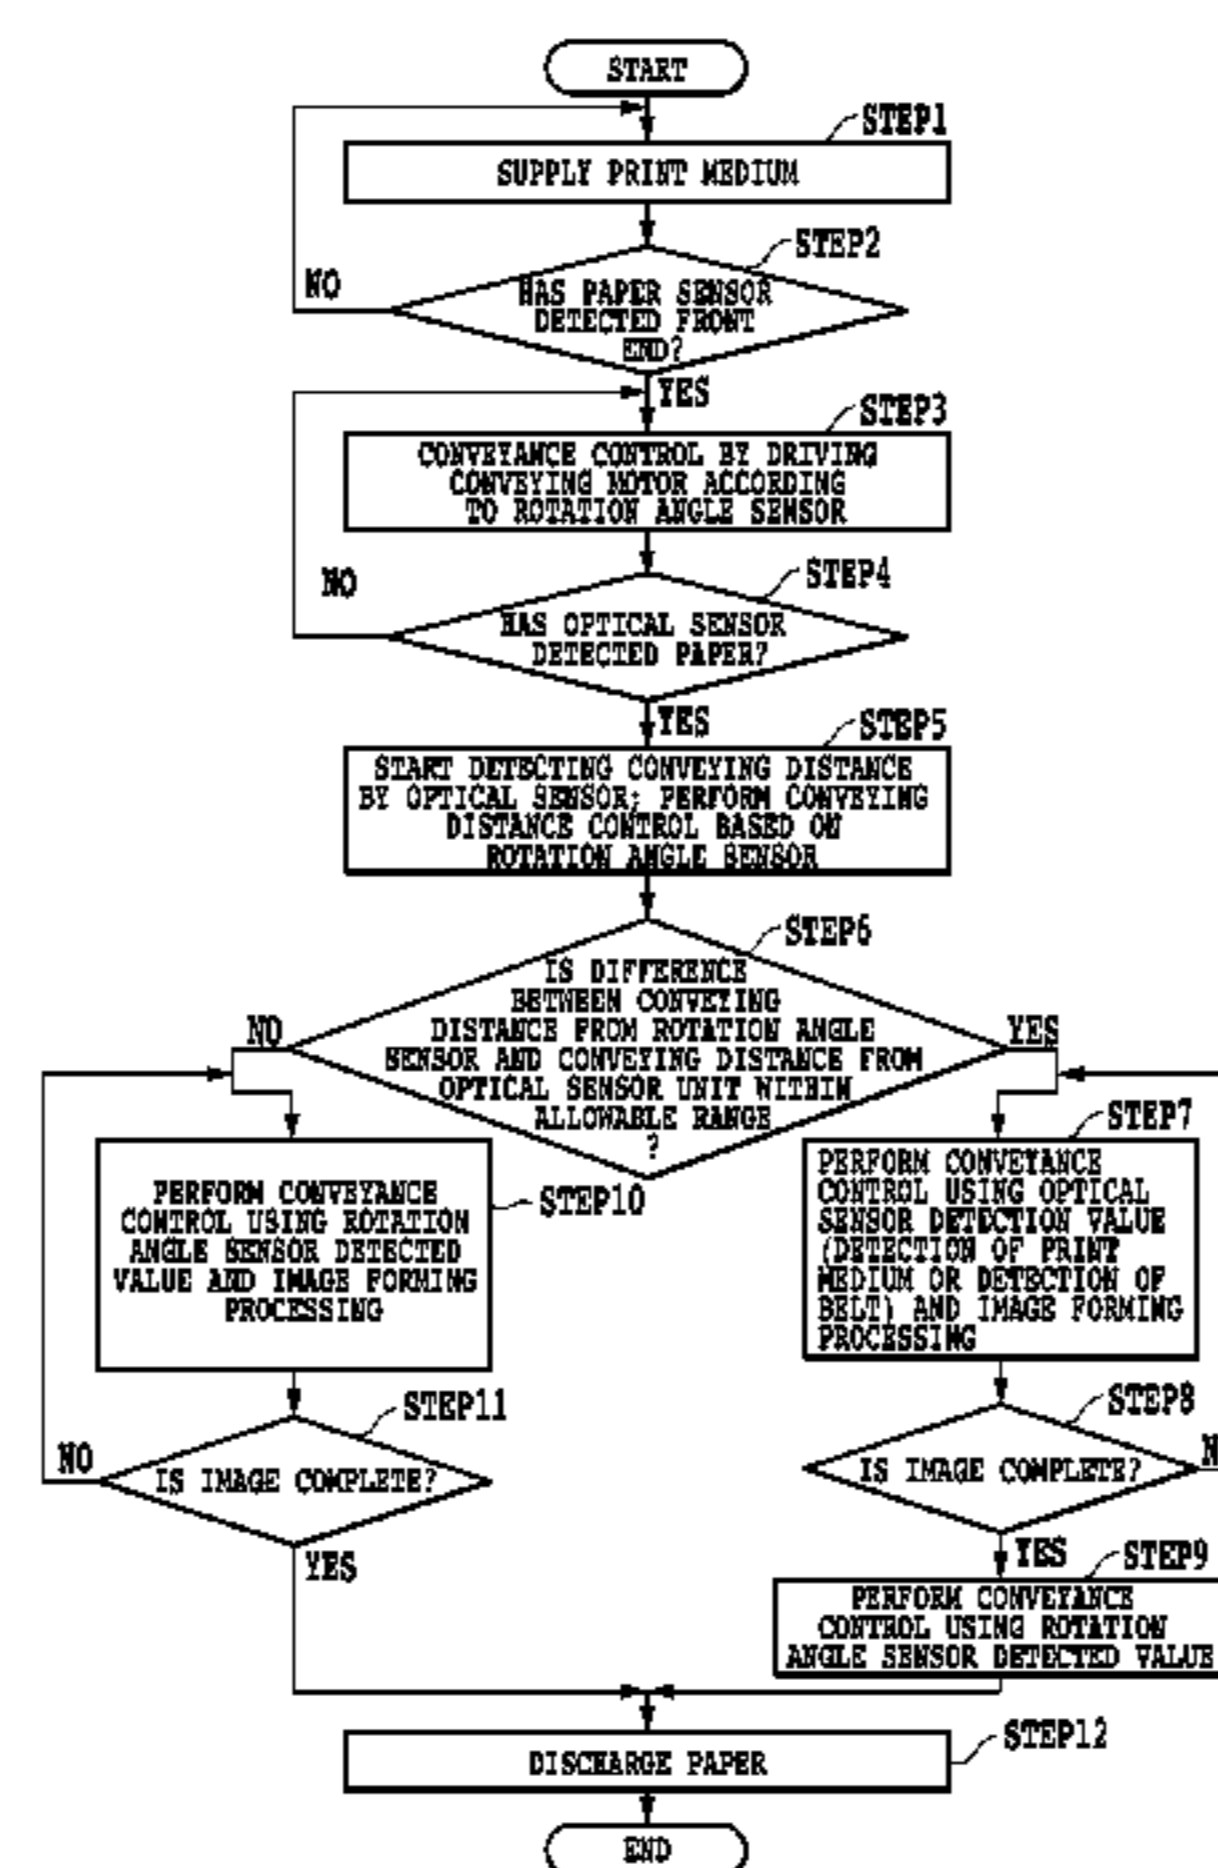 START
STEP1
SUPPLY PRINT MEDIUM
STEP2
NO
HAS PAPER SENSOR
DETECTED FRONT
END?
YES
STEP3
CONVEYANCE CONTROL BY DRIVING
CONVEYING MOTOR ACCORDING
TO ROTATION ANGLE SENSOR
STEP4
NO
HAS OPTICAL SENSOR
DETECTED PAPER?
YES
STEP5
START DETECTING CONVEYING DISTANCE
BY OPTICAL SENSOR; PERFORM CONVEYING
DISTANCE CONTROL BASED ON
ROTATION ANGLE SENSOR
STEP6
IS DIFFERENCE
BETWEEN CONVEYING
DISTANCE FROM ROTATION ANGLE
SENSOR AND CONVEYING DISTANCE FROM
OPTICAL SENSOR UNIT WITHIN
ALLOWABLE RANGE
?
NO
YES
STEP7
PERFORM CONVEYANCE
CONTROL USING OPTICAL
SENSOR DETECTION VALUE
(DETECTION OF PRINT
MEDIUM OR DETECTION OF
BELT) AND IMAGE FORMING
PROCESSING
STEP10
PERFORM CONVEYANCE
CONTROL USING ROTATION
ANGLE SENSOR DETECTED
VALUE AND IMAGE FORMING
PROCESSING
STEP11
NO
IS IMAGE COMPLETE?
YES
STEP8
IS IMAGE COMPLETE?
N
YES
STEP9
PERFORM CONVEYANCE
CONTROL USING ROTATION
ANGLE SENSOR DETECTED VALUE
STEP12
DISCHARGE PAPER
END